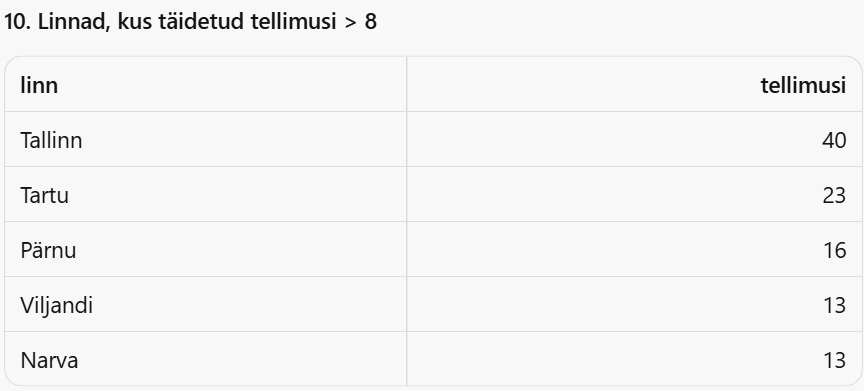 10. Linnad, kus täidetud tellimusi > 8
linn tellimusi
Tallinn 40
Tartu 23
Pärnu 16
Viljandi 13
Narva 13